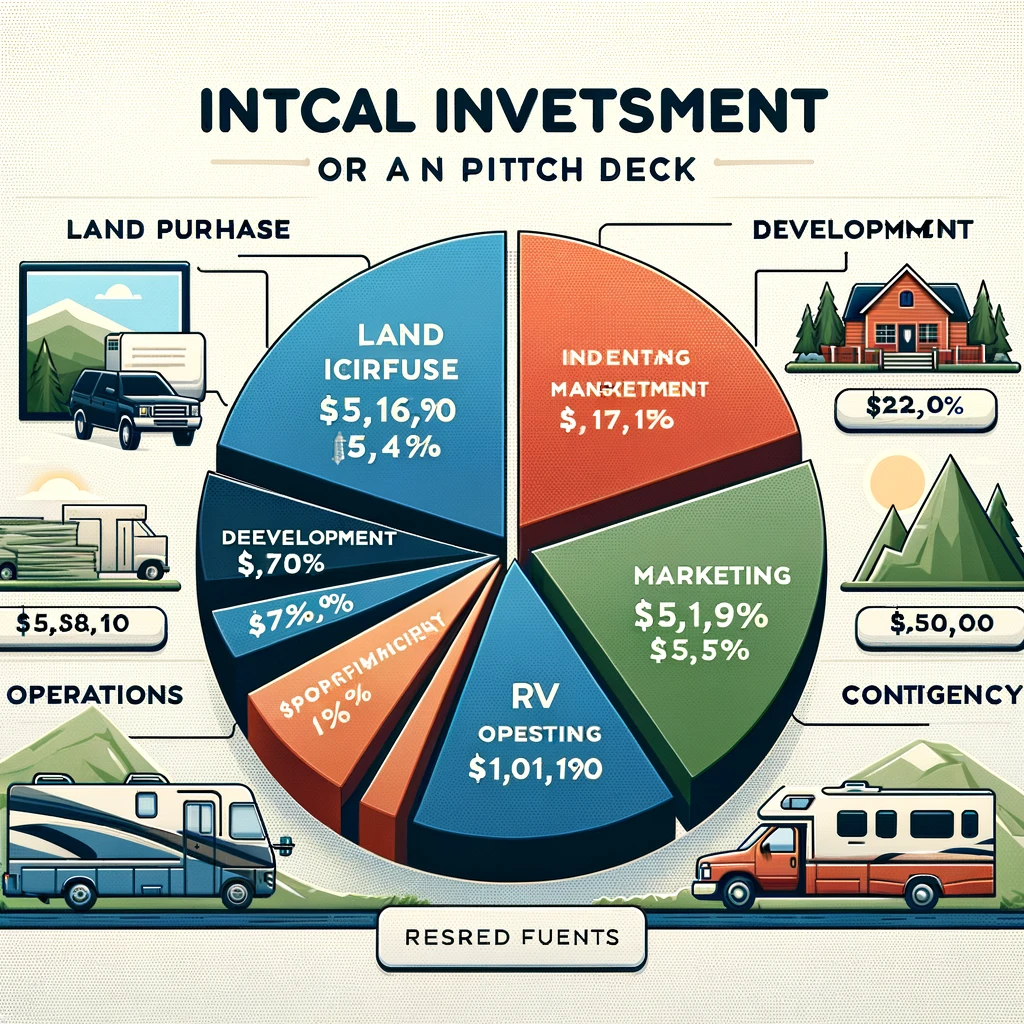 INTCAL INVETSMENT
OR A N PITTCH DECK
LAND PURHASE
DEVELOPMMENT
LAND
ICIRFUSE
$5,16,90
5,4%
INDENTING
MANKETMENT
$,17,1%
$22,0%
DEEVELOPMENT
$,70%
$7%,0%
1%%
MARKETING
$5,1,9%
$5,5%
$5,S8,10
$,50,00
OPERATIONS
CONTIGENCY
RV
OPESTING
$1,01,190
RESRED FUENTS